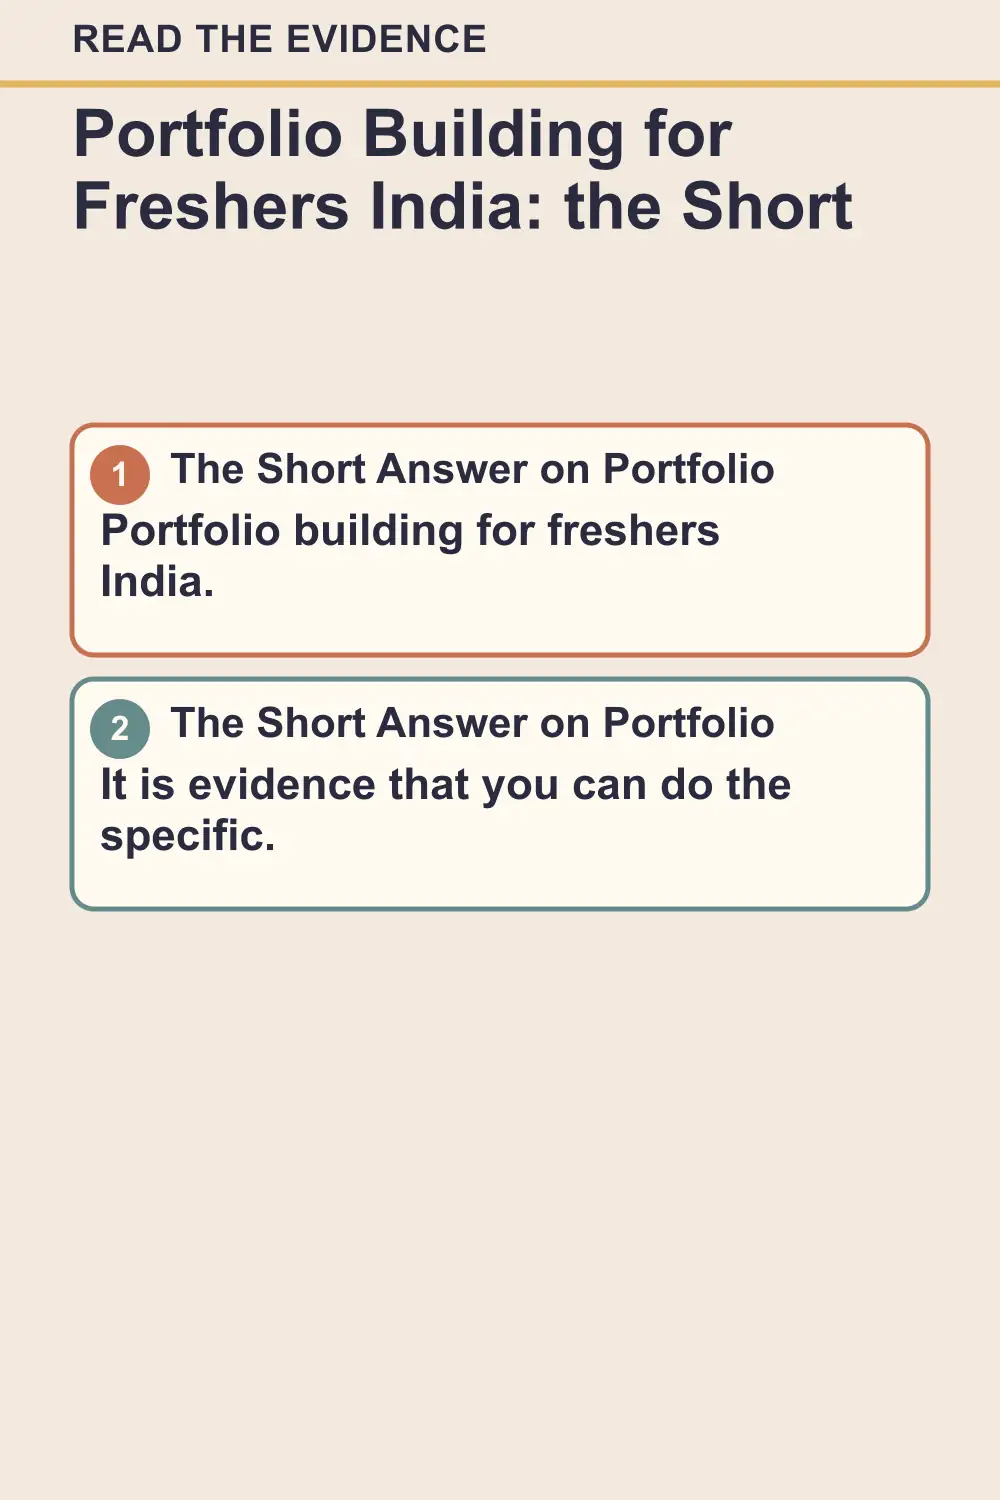 READ THE EVIDENCE
Portfolio Building for
Freshers India: the Short
1 The Short Answer on Portfolio
Portfolio building for freshers
India.
2 The Short Answer on Portfolio
It is evidence that you can do the
specific.